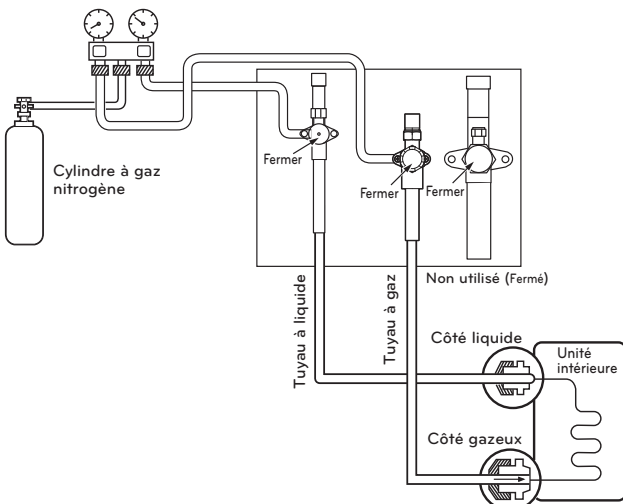 Cylindre à gaz
nitrogène
Fermer
Fermer
Fermer
Non utilisé (Fermé)
Tuyau à liquide
Tuyau à gaz
Côté liquide
Unité
intérieure
Côté gazeux